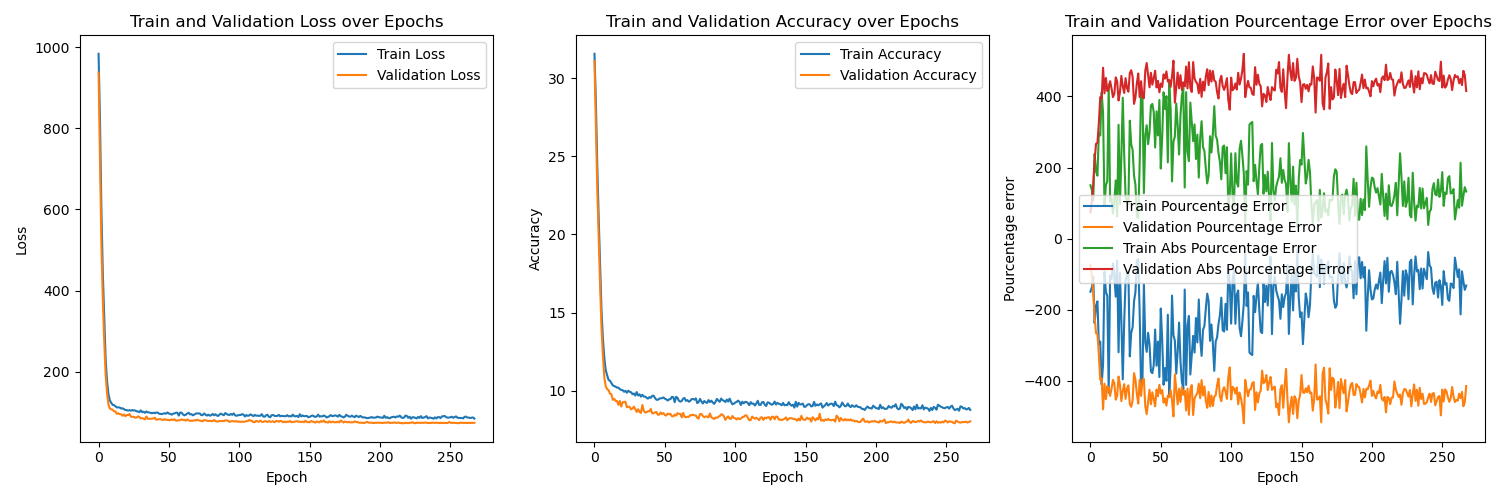 Train and Validation Loss over Epochs
Loss
1000
800
600
400
200
Train Loss
Validation Loss
0
50
100
150
200
250
Epoch
Train and Validation Accuracy over Epochs
Accuracy
30
25
20
15
10
Train Accuracy
Validation Accuracy
0
50
100
150
200
250
Epoch
Train and Validation Pourcentage Error over Epochs
Pourcentage error
400
200
0
−200
−400
Train Pourcentage Error
Validation Pourcentage Error
Train Abs Pourcentage Error
Validation Abs Pourcentage Error
0
50
100
150
200
250
Epoch